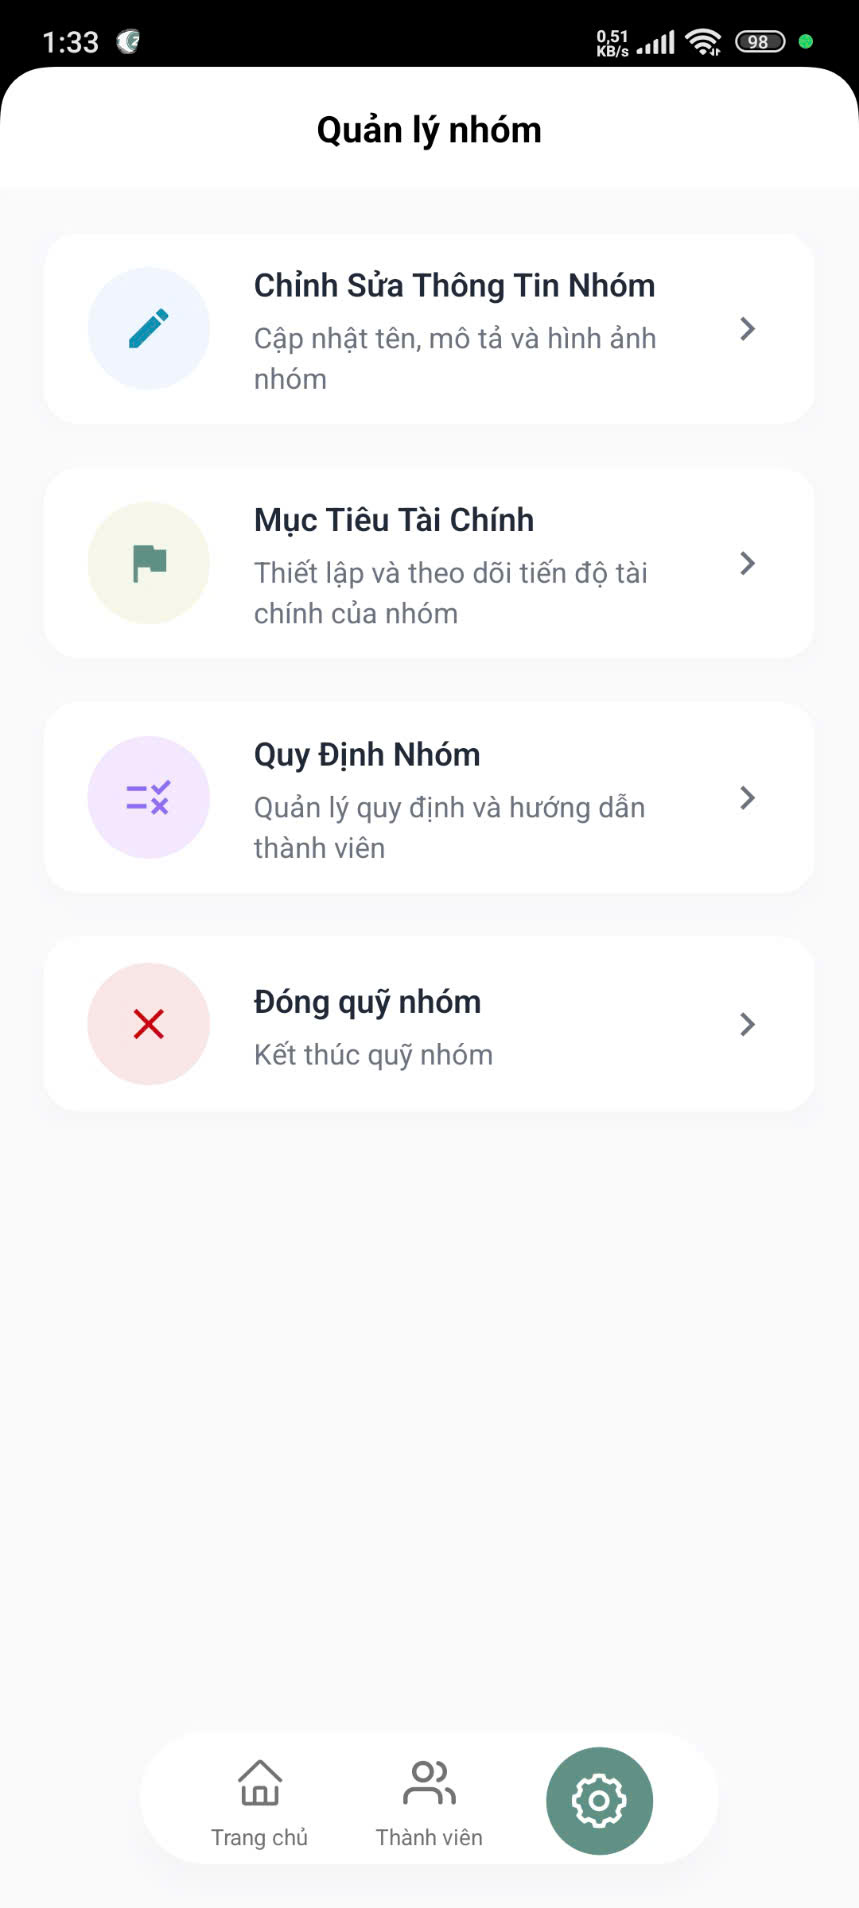 1:33
0,51
KB/s
98
Quản lý nhóm
Chỉnh Sửa Thông Tin Nhóm
Cập nhật tên, mô tả và hình ảnh
nhóm
Mục Tiêu Tài Chính
Thiết lập và theo dõi tiến độ tài
chính của nhóm
Quy Định Nhóm
Quản lý quy định và hướng dẫn
thành viên
Đóng quỹ nhóm
Kết thúc quỹ nhóm
Trang chủ
Thành viên